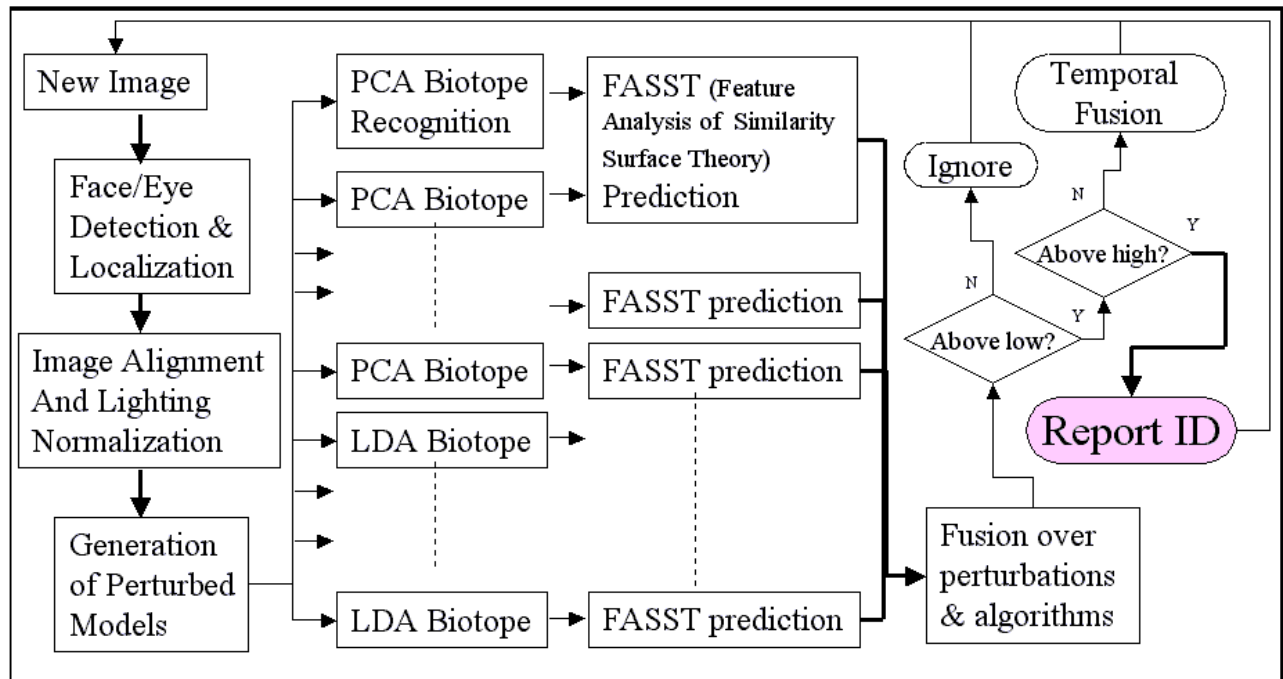 New Image
Face/Eye
Detection &
Localization
Image Alignment
And Lighting
Normalization
Generation
of Perturbed
Models
PCA Biotope
Recognition
PCA Biotope
PCA Biotope
LDA Biotope
LDA Biotope
FASST (Feature
Analysis of Similarity
Surface Theory)
Prediction
FASST prediction
FASST prediction
FASST prediction
Fusion over
perturbations
& algorithms
Above low?
N
Y
Ignore
Above high?
N
Y
Temporal
Fusion
Report ID